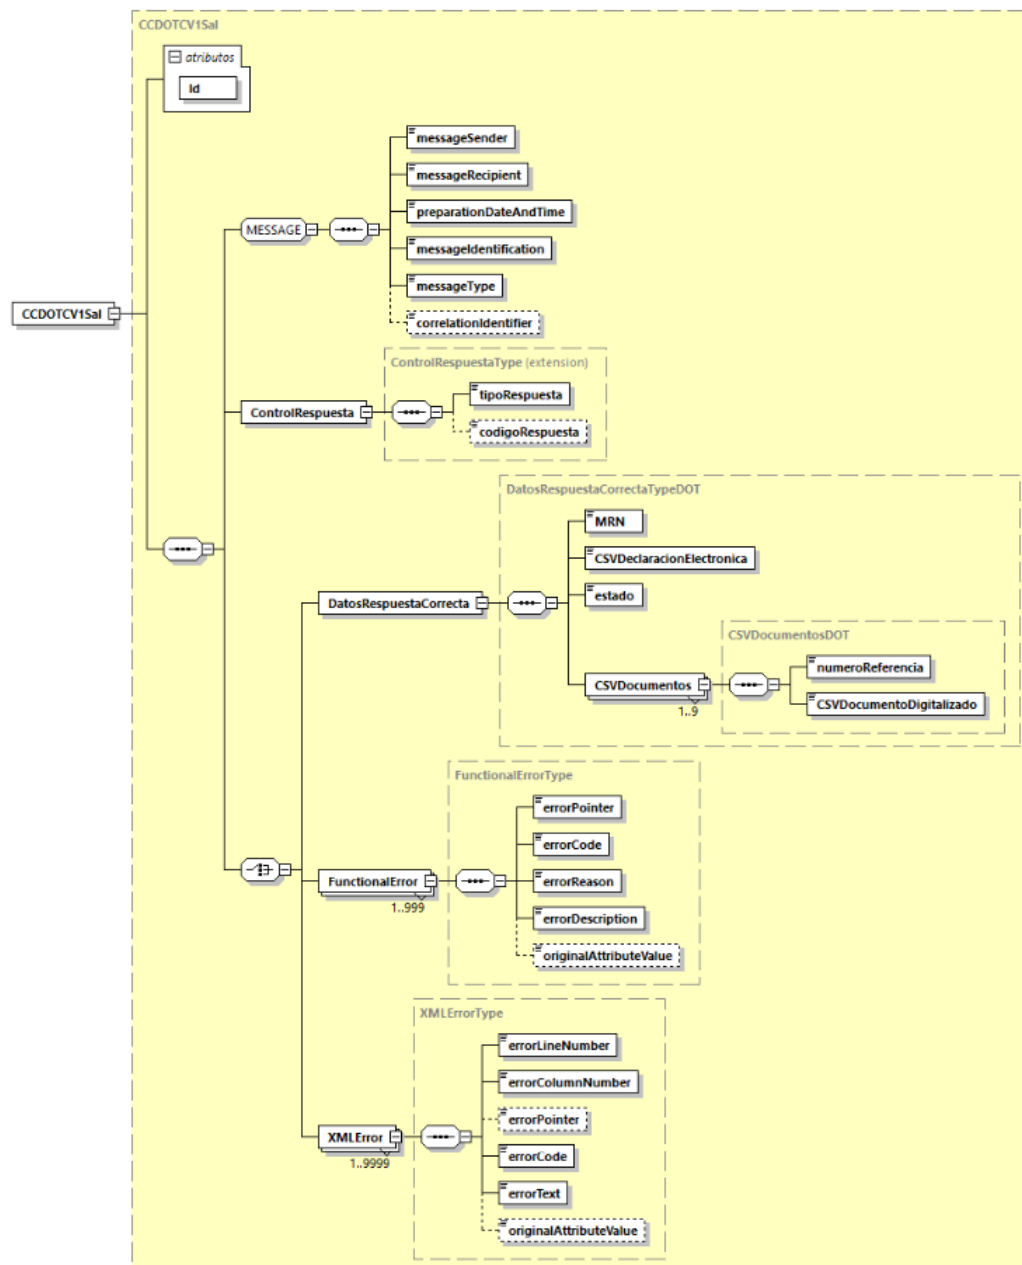 CCDOTCV1Sal
atributos
Id
messageSender
messageRecipient
preparationDateAndTime
MESSAGE
messageIdentification
messageType
CCDOTCV1Sal
correlationIdentifier
ControlRespuestaType (extension)
tipoRespuesta
ControlRespuesta
codigoRespuesta
DatosRespuestaCorrectaTypeDOT
MRN
CSVDeclaracionElectronica
estado
DatosRespuestaCorrecta
CSVDocumentosDOT
numeroReferencia
CSVDocumentos
CSVDocumentoDigitalizado
1..9
FunctionalErrorType
errorPointer
errorCode
FunctionalError
errorReason
1..999
errorDescription
originalAttributeValue
XMLErrorType
errorLineNumber
errorColumnNumber
errorPointer
XMLError
errorCode
1..9999
errorText
originalAttributeValue